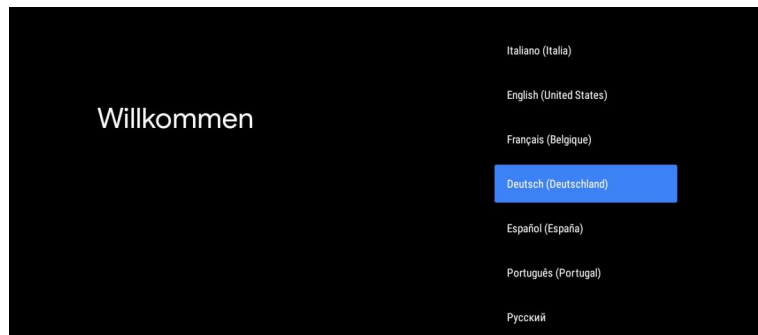 Willkommen
Italiano (Italia)
English (United States)
Français (Belgique)
Deutsch (Deutschland)
Español (España)
Português (Portugal)
Русский